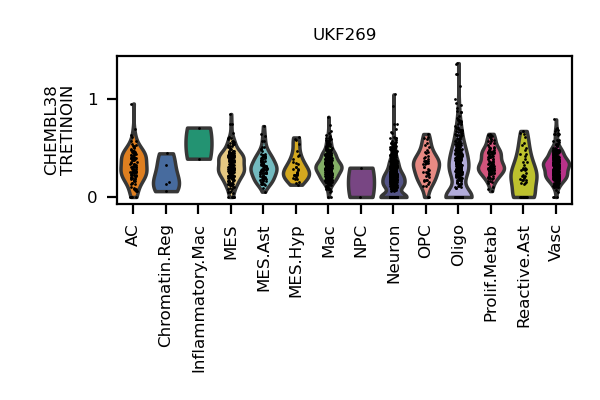 UKF269
CHEMBL38
TRETINOIN
1
0
AC
Chromatin.Reg
Inflammatory.Mac
MES
MES.Ast
MES.Hyp
Mac
NPC
Neuron
OPC
Oligo
Prolif.Metab
Reactive.Ast
Vasc